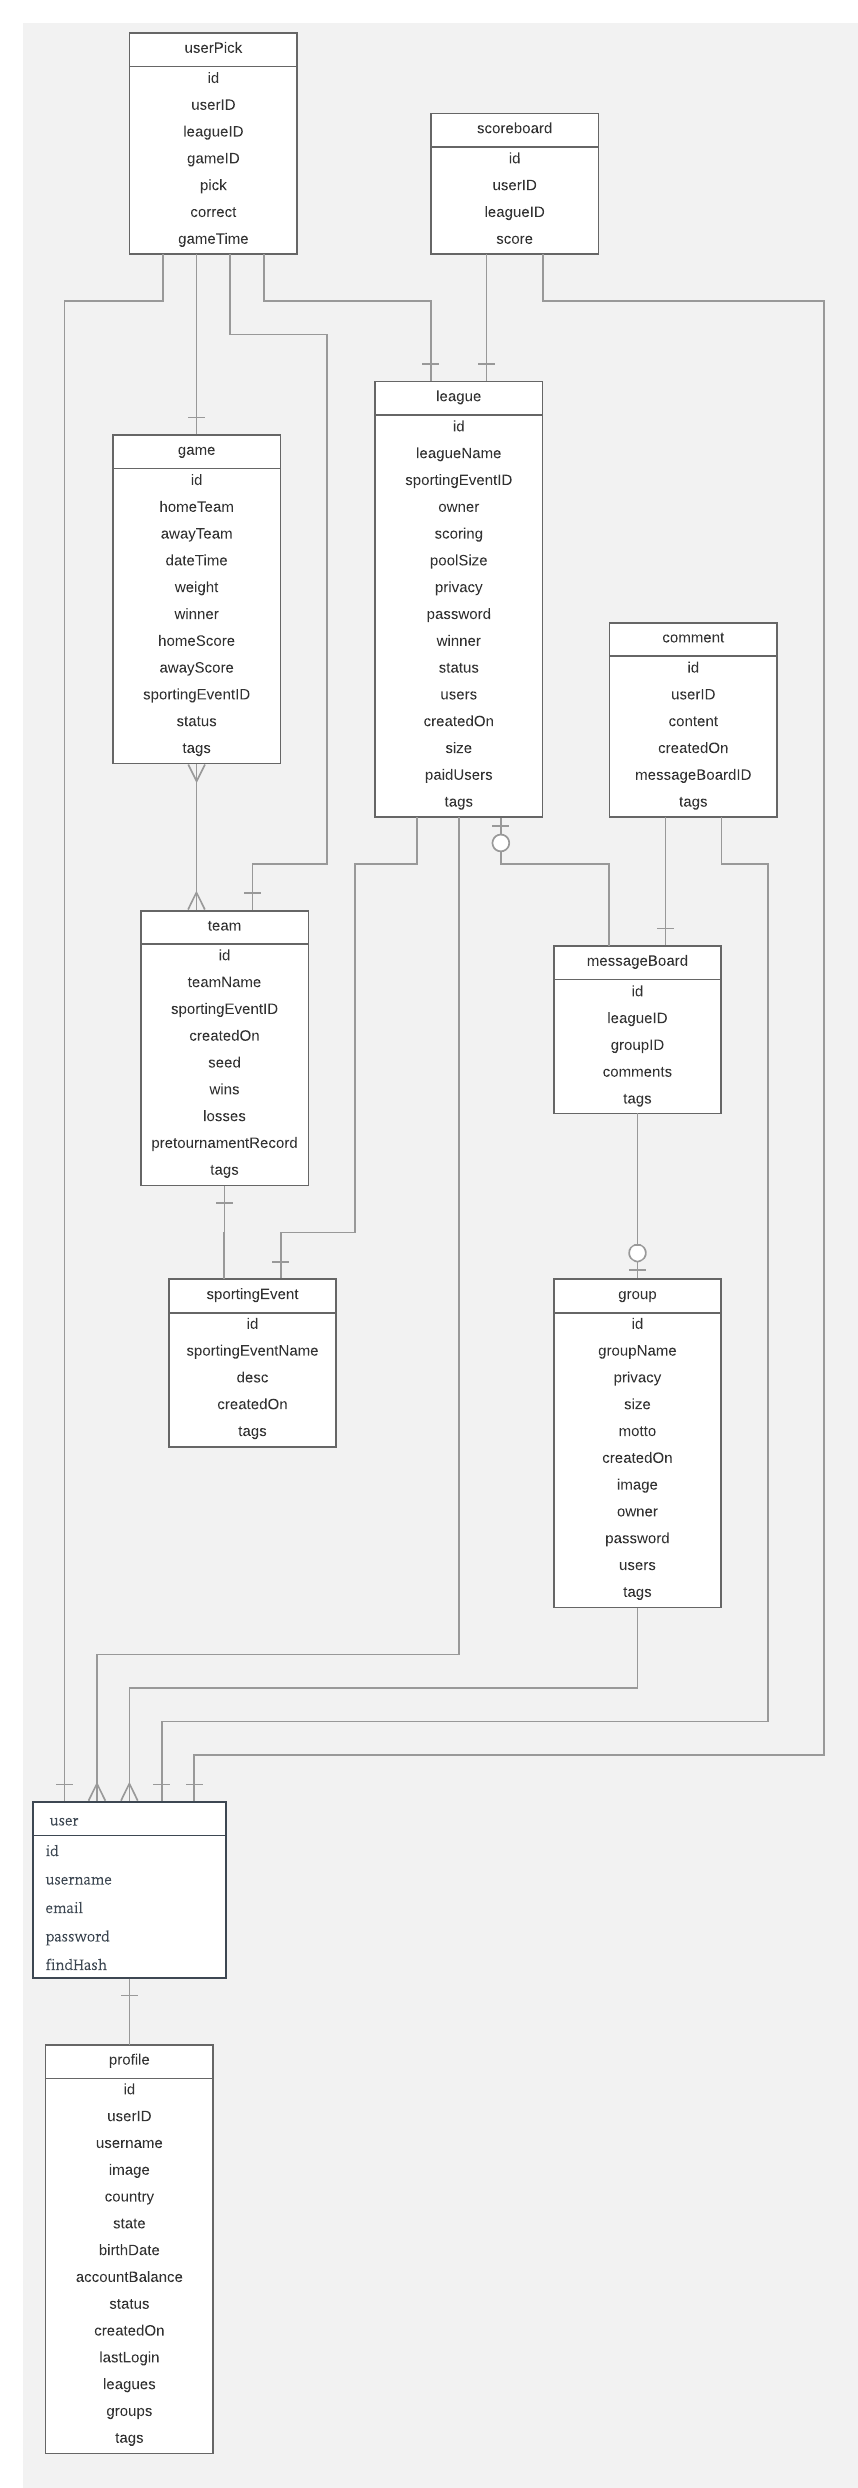 userPick
id
userID
leagueID
gameID
pick
correct
gameTime
scoreboard
id
userID
leagueID
score
league
id
leagueName
sportingEventID
owner
scoring
poolSize
privacy
password
winner
status
users
createdOn
size
paidUsers
tags
game
id
homeTeam
awayTeam
dateTime
weight
winner
homeScore
awayScore
sportingEventID
status
tags
comment
id
userID
content
createdOn
messageBoardID
tags
team
id
teamName
sportingEventID
createdOn
seed
wins
losses
pretournamentRecord
tags
messageBoard
id
leagueID
groupID
comments
tags
sportingEvent
id
sportingEventName
desc
createdOn
tags
group
id
groupName
privacy
size
motto
createdOn
image
owner
password
users
tags
user
id
username
email
password
findHash
profile
id
userID
username
image
country
state
birthDate
accountBalance
status
createdOn
lastLogin
leagues
groups
tags